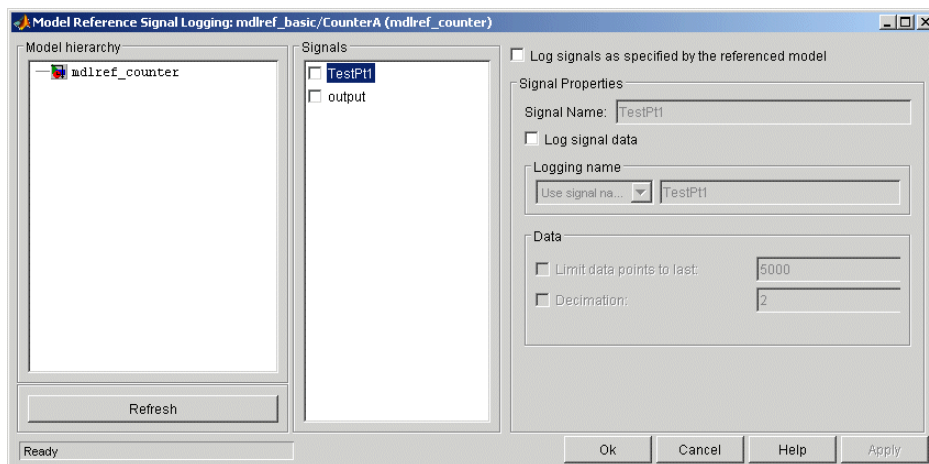 Model Reference Signal Logging: mdlref_basic/CounterA (mdlref_counter)
Model hierarchy
mdlref_counter
Refresh
Signals
TestPt1
output
Log signals as specified by the referenced model
Signal Properties
Signal Name: TestPt1
Log signal data
Logging name
Use signal na... TestPt1
Data
Limit data points to last: 5000
Decimation: 2
Ready
Ok Cancel Help Apply